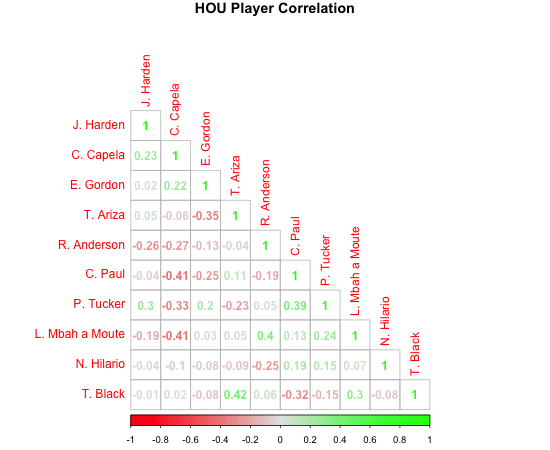 HOU Player Correlation
J. Harden
C. Capela
E. Gordon
T. Ariza
R. Anderson
C. Paul
P. Tucker
L. Mbah a Moute
N. Hilario
T. Black
J. Harden 1
C. Capela 0.23 1
E. Gordon 0.02 0.22 1
T. Ariza 0.05 -0.06 -0.35 1
R. Anderson -0.26 -0.27 -0.13 -0.04 1
C. Paul -0.04 -0.41 -0.25 0.11 -0.19 1
P. Tucker 0.3 -0.33 0.2 -0.23 0.05 0.39 1
L. Mbah a Moute -0.19 -0.41 0.03 0.05 0.4 0.13 0.24 1
N. Hilario -0.04 -0.1 -0.08 -0.09 -0.25 0.19 0.15 0.07 1
T. Black -0.01 0.02 -0.08 0.42 0.06 -0.32 -0.15 0.3 -0.08 1
-1 -0.8 -0.6 -0.4 -0.2 0 0.2 0.4 0.6 0.8 1